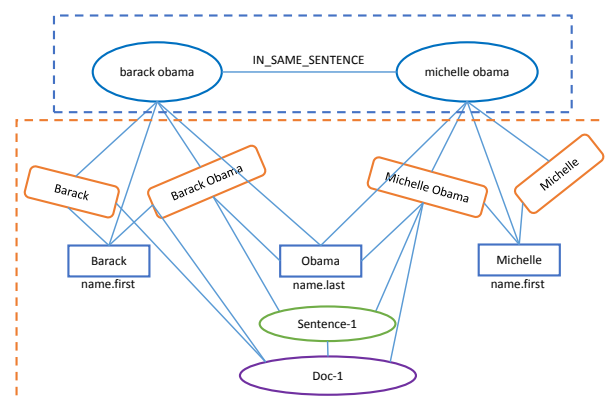 IN_SAME_SENTENCE
barack obama
michelle obama
Barack
Barack Obama
Michelle Obama
Michelle
Barack
name.first
Obama
name.last
Michelle
name.first
Sentence-1
Doc-1